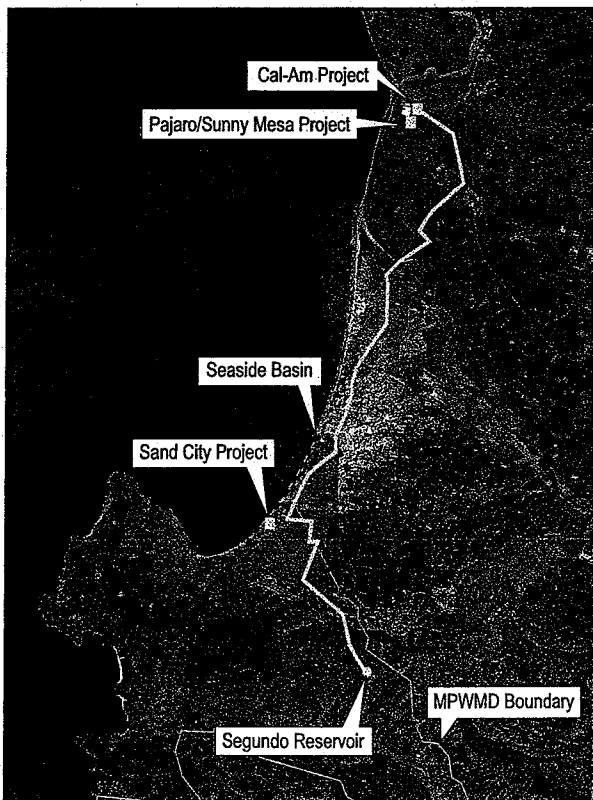 Cal-Am Project
Pajaro/Sunny Mesa Project
Seaside Basin
Sand City Project
MPWMD Boundary
Segundo Reservoir